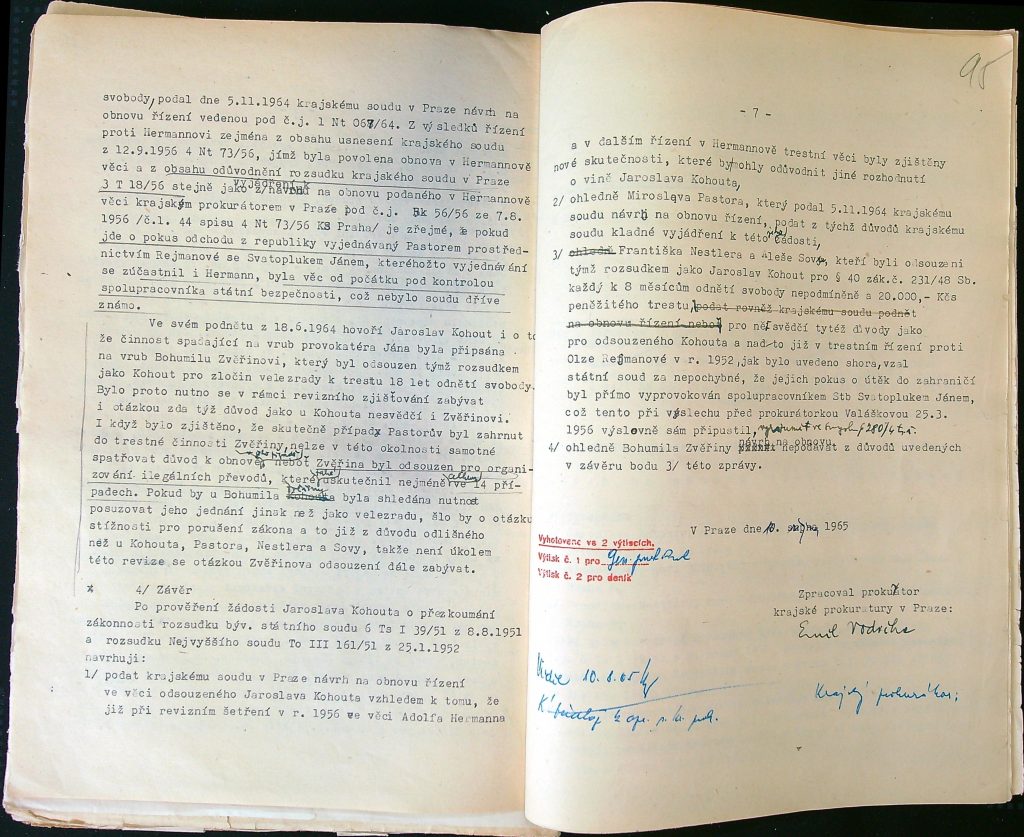 svobody, podal dne 5.11.1964 krajskému soudu v Praze návrh na
obnovu řízení vedenou pod č.j. 1 Nt 067/64. Z výsledků řízení
proti Hermannovi zejména z obsahu usnesení krajského soudu
z 12.9.1956 4 Nt 73/56, jímž byla povolena obnova v Hermannově
věci a z obsahu odůvodnění rozsudku krajského soudu v Praze
vyjádření k
3 T 18/56 stejně jako z návrhu na obnovu podaného v Hermannově
věci krajským prokurátorem v Praze pod č.j. Bk 56/56 ze 7.8.
1956 /č.l. 44 spisu 4 Nt 73/56 KS Praha/ je zřejmé, že pokud
jde o pokus odchodu z republiky vyjednávaný Pastorem prostřed-
nictvím Rejmanové se Svatoplukem Jánem, kteréhožto vyjednávání
se zúčastnil i Hermann, byla věc od počátku pod kontrolou
spolupracovníka státní bezpečnosti, což nebylo soudu dříve
známo.
Ve svém podnětu z 18.6.1964 hovoří Jaroslav Kohout i o to
že činnost spadající na vrub provokatéra Jána byla připsána
na vrub Bohumilu Zvěřinovi, který byl odsouzen týmž rozsudkem
jako Kohout pro zločin velezrady k trestu 18 let odnětí svobody.
Bylo proto nutno se v rámci revizního zjišťování zabývat
i otázkou zda týž důvod jako u Kohouta nesvědčí i Zvěřinovi.
I když bylo zjištěno, že skutečně případ Pastorův byl zahrnut
do trestné činnosti Zvěřiny, nelze v této okolnosti samotné
spatřovat důvod k obnově, neboť Zvěřina byl odsouzen pro organi-
zování ilegálních převodů, které uskutečnil nejméně ve 14 pří-
padech. Pokud by u Bohumila Kohouta byla shledána nutnost
posuzovat jeho jednání jinak než jako velezradu, šlo by o otázku
stížnosti pro porušení zákona a to již z důvodu odlišného
než u Kohouta, Pastora, Nestlera a Sovy, takže není úkolem
této revize se otázkou Zvěřinova odsouzení dále zabývat.
4/ Závěr
Po prověření žádosti Jaroslava Kohouta o přezkoumání
zákonnosti rozsudku býv. státního soudu 6 Ts I 39/51 z 8.8.1951
a rozsudku Nejvyššího soudu To III 161/51 z 25.1.1952
navrhuji:
1/ podat krajskému soudu v Praze návrh na obnovu řízení
ve věci odsouzeného Jaroslava Kohouta vzhledem k tomu, že
již při revizním šetření v r. 1956 ve věci Adolfa Hermanna
95
- 7 -
a v dalším řízení v Hermannově trestní věci byly zjištěny
nové skutečnosti, které by mohly odůvodnit jiné rozhodnutí
o vině Jaroslava Kohouta,
2/ ohledně Miroslava Pastora, který podal 5.11.1964 krajskému
soudu návrh na obnovu řízení, podat z týchž důvodů krajskému
soudu kladné vyjádření k této žádosti,
3/ ohledně Františka Nestlera a Aleše Sovy, kteří byli odsouzeni
týmž rozsudkem jako Jaroslav Kohout pro § 40 zák.č. 231/48 Sb.
každý k 8 měsícům odnětí svobody nepodmíněně a 20.000,- Kčs
peněžitého trestu, podat rovněž krajskému soudu podnět
na obnovu řízení neboť pro ně svědčí tytéž důvody jako
pro odsouzeného Kohouta a nadto již v trestním řízení proti
Olze Rejmanové v r. 1952, jak bylo uvedeno shora, vzal
státní soud za nepochybné, že jejich pokus o útěk do zahraničí
byl přímo vyprovokován spolupracovníkem Stb Svatoplukem Jánem,
což tento při výslechu před prokurátorkou Valáškovou 25.3.
1956 výslovně sám připustil, § 280/4
návrh na obnovu
4/ ohledně Bohumila Zvěřiny nepodávat z důvodů uvedených
v závěru bodu 3/ této zprávy.
V Praze dne 10. 1965
Vyhotoveno ve 2 výtiscích.
Výtisk č. 1 pro
Výtisk č. 2 pro deník
Zpracoval prokurátor
krajské prokuratury v Praze:
Emil Vodrička
10.8.65
Krajský prokurátor: